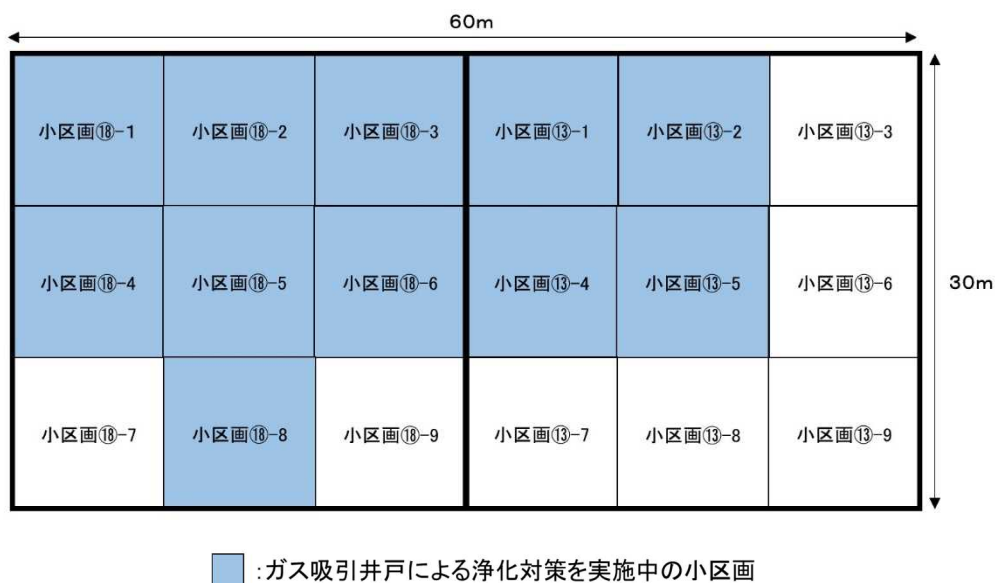 60m
小区画⑱-1 小区画⑱-2 小区画⑱-3 小区画⑬-1 小区画⑬-2 小区画⑬-3
小区画⑱-4 小区画⑱-5 小区画⑱-6 小区画⑬-4 小区画⑬-5 小区画⑬-6
30m
小区画⑱-7 小区画⑱-8 小区画⑱-9 小区画⑬-7 小区画⑬-8 小区画⑬-9
:ガス吸引井戸による浄化対策を実施中の小区画